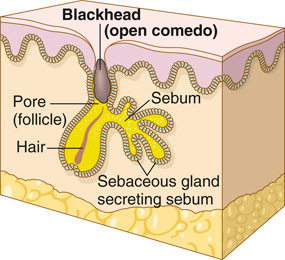 Blackhead
(open comedo)
Pore
(follicle)
Sebum
Hair
Sebaceous gland
secreting sebum